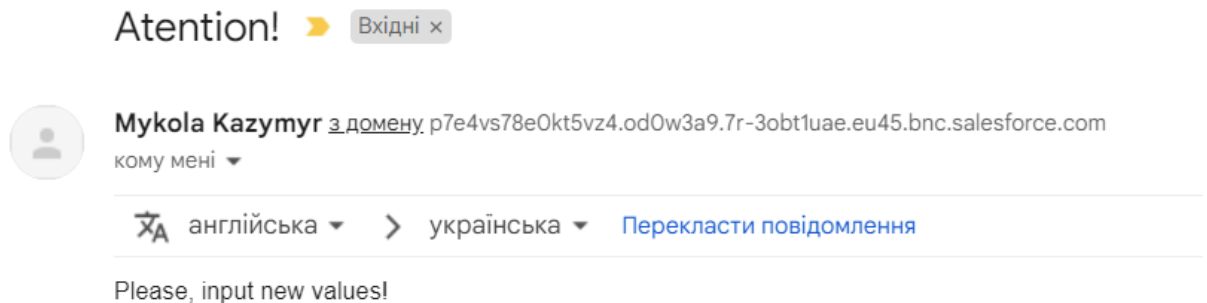 Atention! Вхідні ×
Mykola Kazymyr з домену p7e4vs78e0kt5vz4.od0w3a9.7r-3obt1uae.eu45.bnc.salesforce.com
кому мені
англійська українська Перекласти повідомлення
Please, input new values!